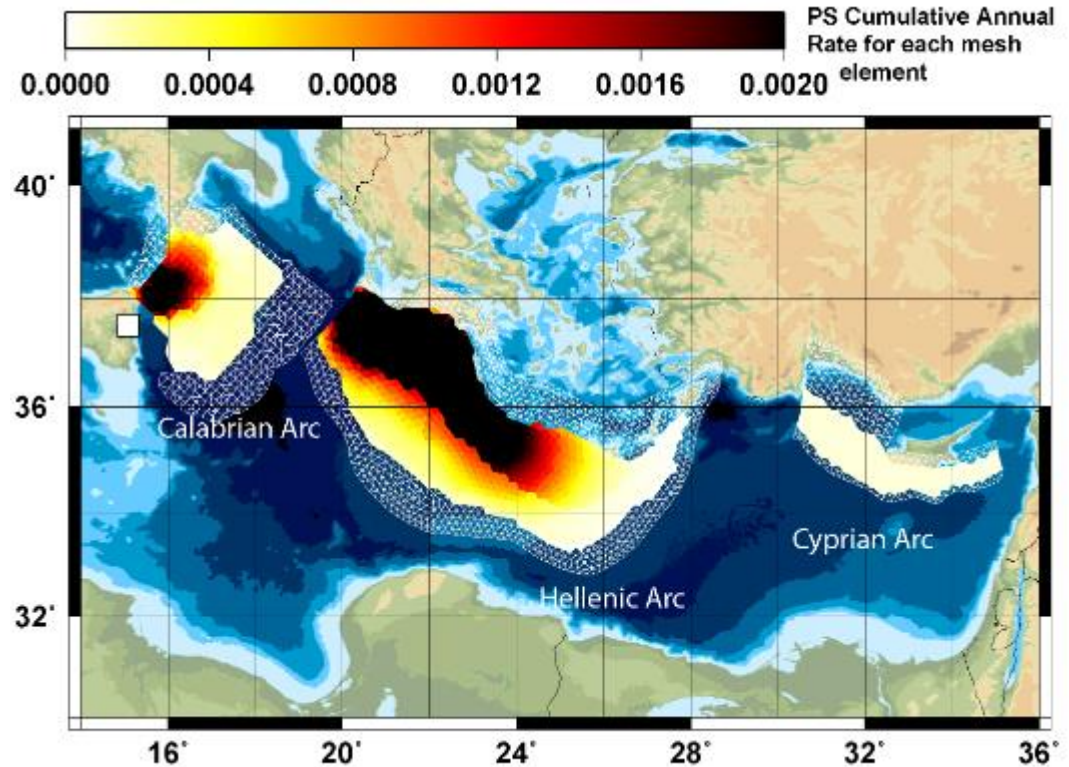 PS Cumulative Annual
Rate for each mesh
element
0.0000 0.0004 0.0008 0.0012 0.0016 0.0020
40°
36°
Calabrian Arc
Cyprian Arc
Hellenic Arc
32°
16° 20° 24° 28° 32° 36°